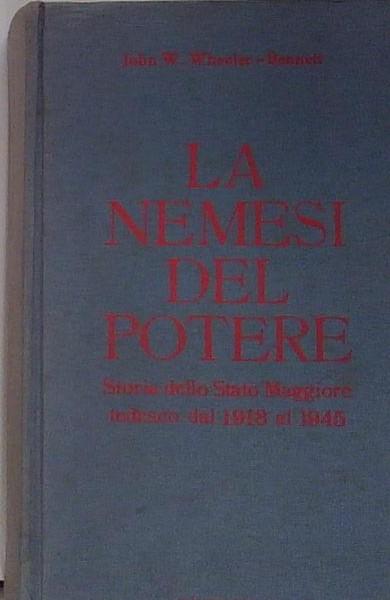 John W. Wheeler-Bennett
LA
NEMESI
DEL
POTERE
Storia dello Stato Maggiore
tedesco dal 1918 al 1945